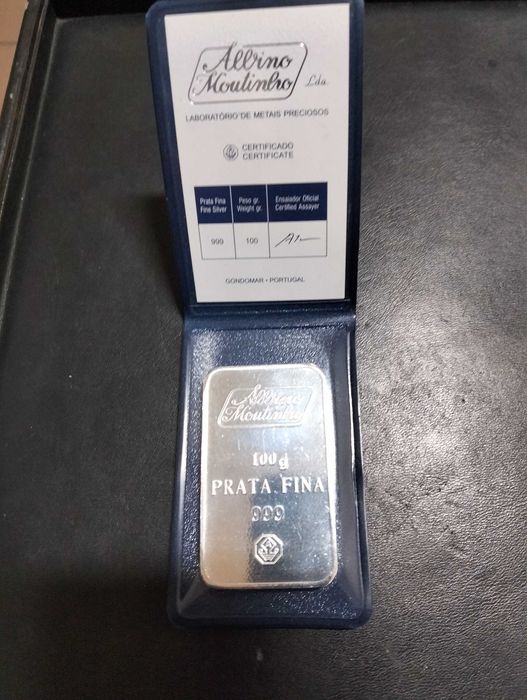 Albino
Moutinho Lda.
LABORATÓRIO DE METAIS PRECIOSOS
CERTIFICADO
CERTIFICATE
Prata Fina Peso gr. Ensaiador Oficial
Fine Silver Weight gr. Certified Assayer
999 100
GONDOMAR • PORTUGAL
Albino
Moutinho
100g
PRATA FINA
999